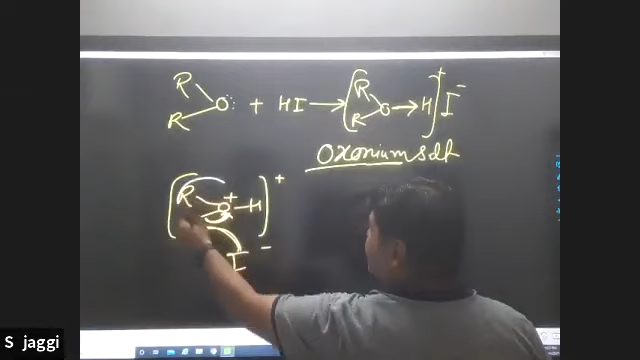 R
R O: + HI → [R R O → H]⁺ I⁻
Oxonium Salt
[R O⁺ — H]⁺
I⁻
S jaggi